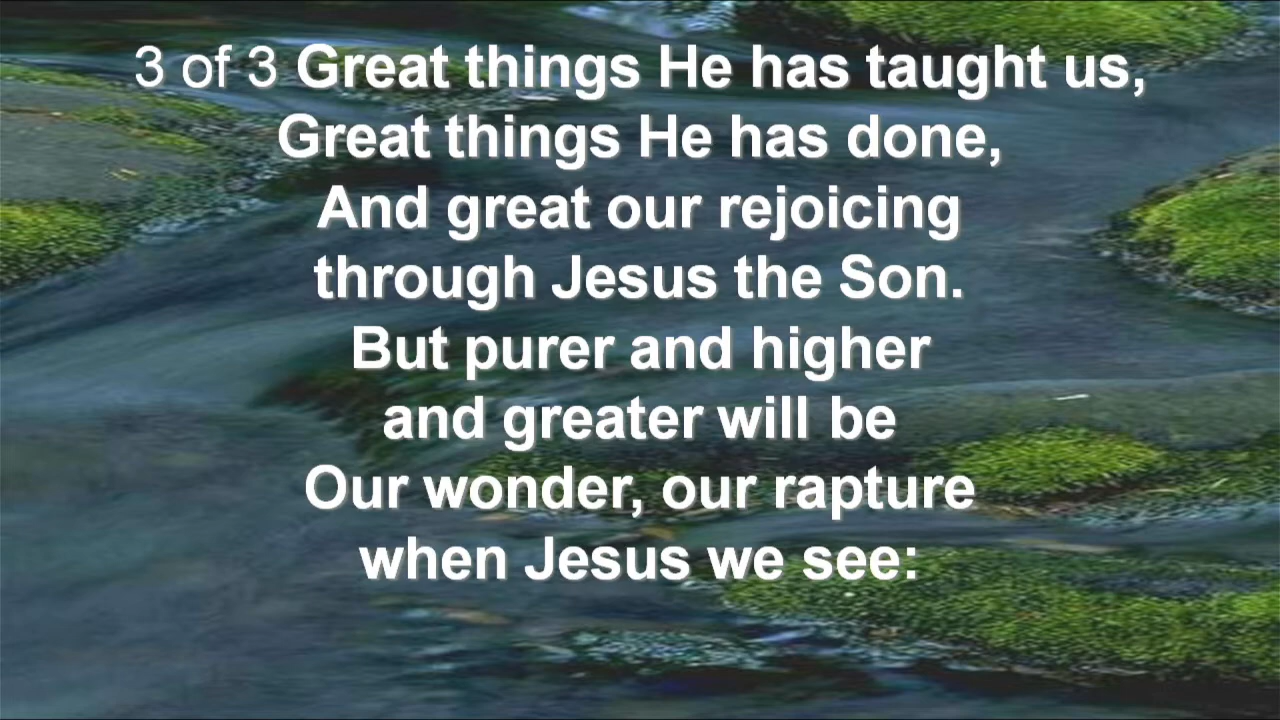 3 of 3 Great things He has taught us,
Great things He has done,
And great our rejoicing
through Jesus the Son.
But purer and higher
and greater will be
Our wonder, our rapture
when Jesus we see: